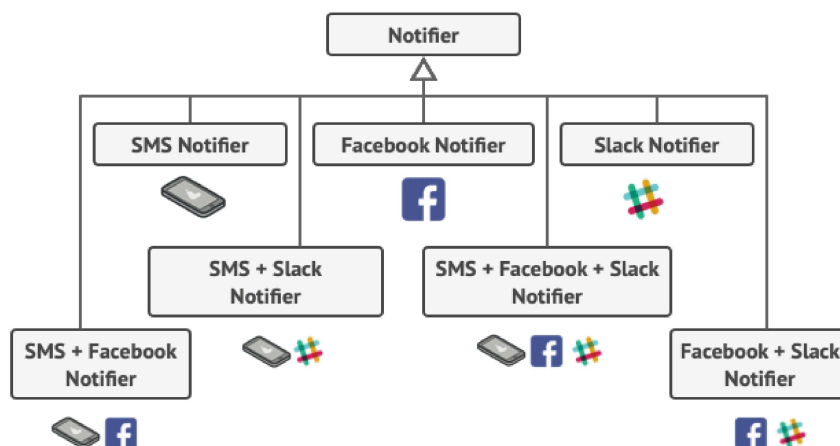 Notifier
SMS Notifier
Facebook Notifier
Slack Notifier
SMS + Slack
Notifier
SMS + Facebook + Slack
Notifier
SMS + Facebook
Notifier
Facebook + Slack
Notifier